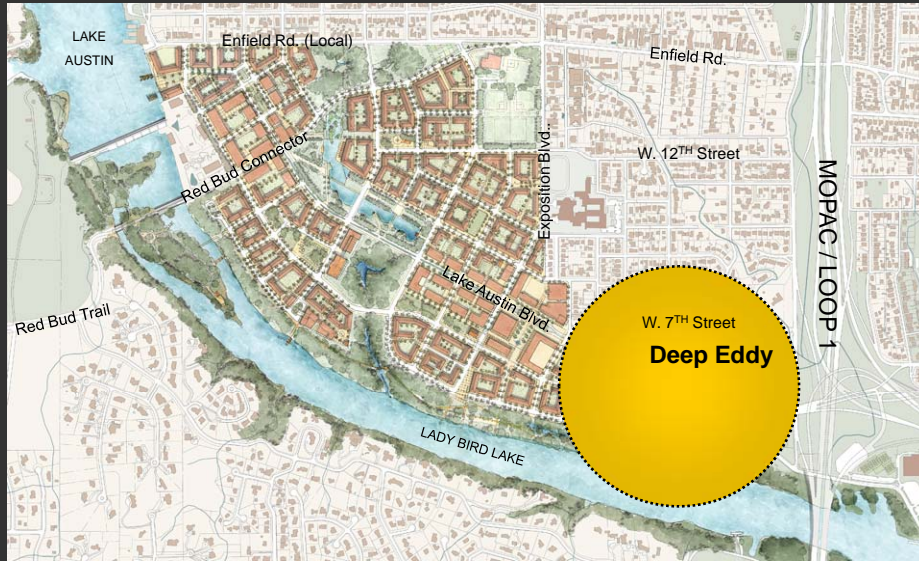 LAKE
AUSTIN
Enfield Rd. (Local)
Enfield Rd.
Red Bud Connector
Exposition Blvd..
W. 12TH Street
MOPAC / LOOP 1
Lake Austin Blvd.
Red Bud Trail
W. 7TH Street
Deep Eddy
LADY BIRD LAKE